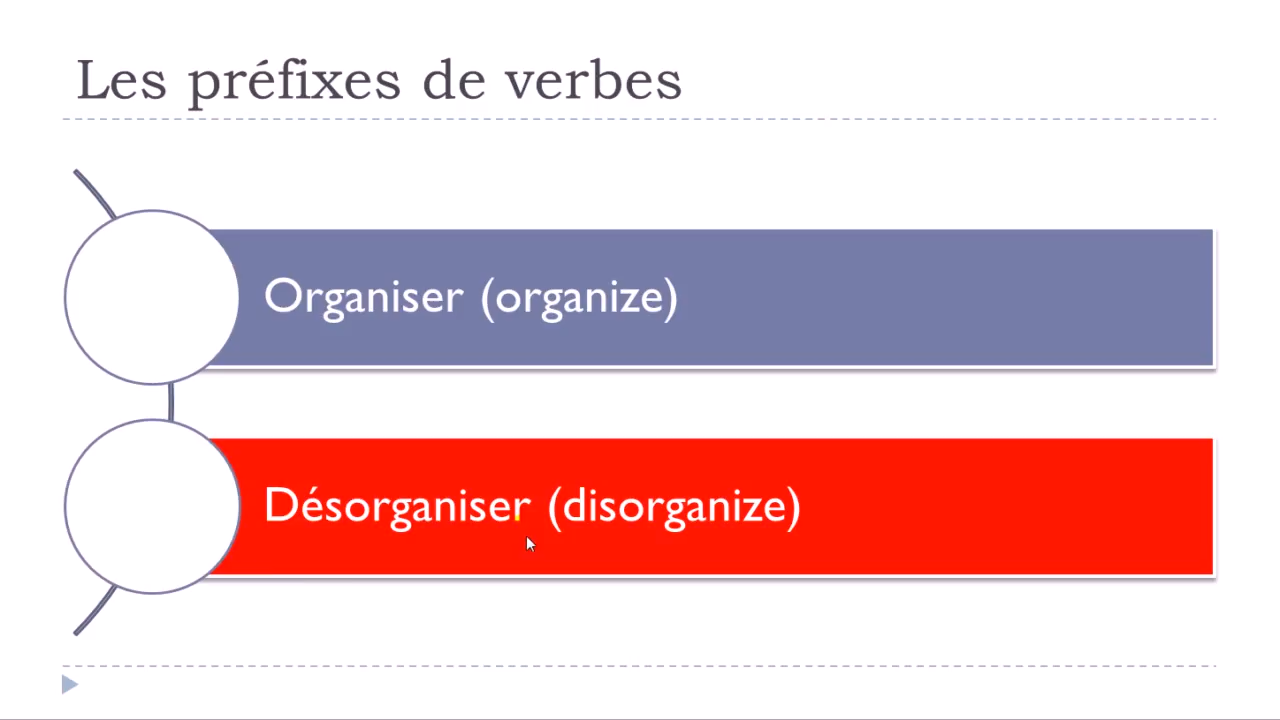 Les préfixes de verbes
Organiser (organize)
Désorganiser (disorganize)